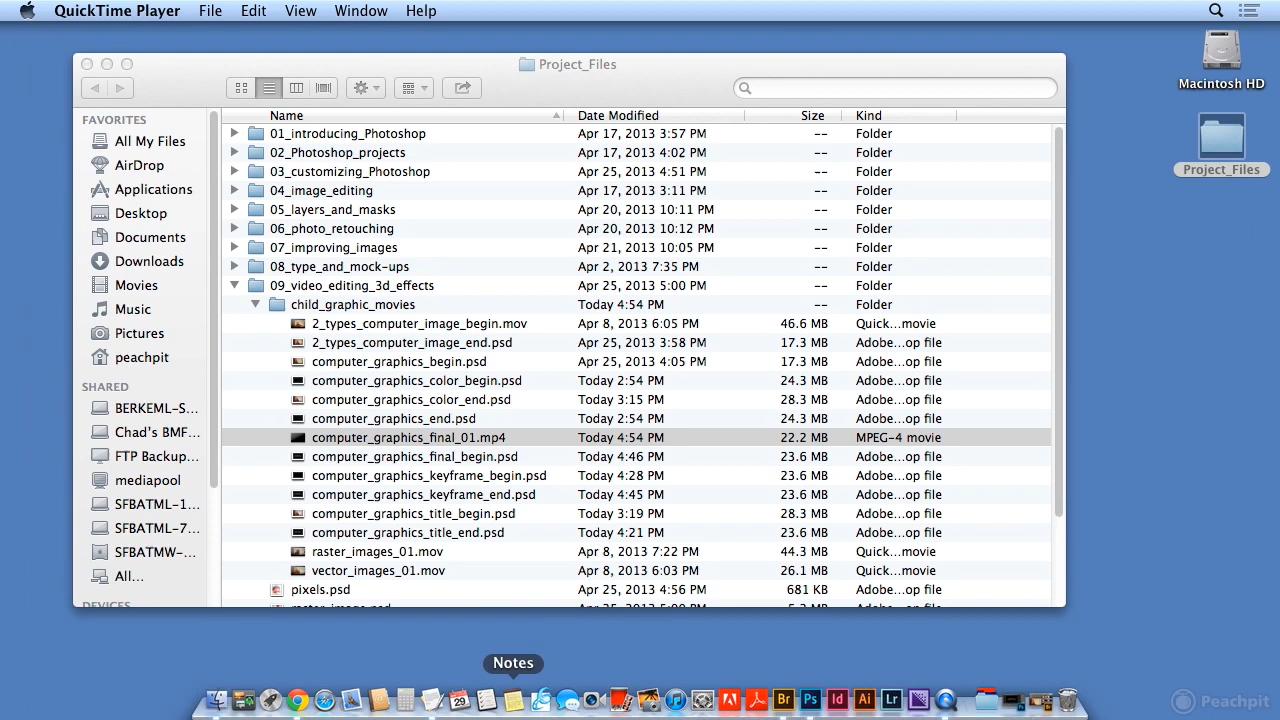 QuickTime Player File Edit View Window Help
Macintosh HD
Project_Files
Project_Files
FAVORITES
All My Files
AirDrop
Applications
Desktop
Documents
Downloads
Movies
Music
Pictures
peachpit
SHARED
BERKEML-S...
Chad's BMF...
FTP Backup...
mediapool
SFBATML-1...
SFBATML-7...
SFBATMW-...
All...
DEVICES
Name Date Modified Size Kind
01_introducing_Photoshop Apr 17, 2013 3:57 PM -- Folder
02_Photoshop_projects Apr 17, 2013 4:02 PM -- Folder
03_customizing_Photoshop Apr 25, 2013 4:51 PM -- Folder
04_image_editing Apr 17, 2013 3:11 PM -- Folder
05_layers_and_masks Apr 20, 2013 10:11 PM -- Folder
06_photo_retouching Apr 20, 2013 10:12 PM -- Folder
07_improving_images Apr 21, 2013 10:05 PM -- Folder
08_type_and_mock-ups Apr 2, 2013 7:35 PM -- Folder
09_video_editing_3d_effects Apr 25, 2013 5:00 PM -- Folder
child_graphic_movies Today 4:54 PM -- Folder
2_types_computer_image_begin.mov Apr 8, 2013 6:05 PM 46.6 MB Quick...movie
2_types_computer_image_end.psd Apr 25, 2013 3:58 PM 17.3 MB Adobe...op file
computer_graphics_begin.psd Apr 25, 2013 4:05 PM 17.3 MB Adobe...op file
computer_graphics_color_begin.psd Today 2:54 PM 24.3 MB Adobe...op file
computer_graphics_color_end.psd Today 3:15 PM 28.3 MB Adobe...op file
computer_graphics_end.psd Today 2:54 PM 24.3 MB Adobe...op file
computer_graphics_final_01.mp4 Today 4:54 PM 22.2 MB MPEG-4 movie
computer_graphics_final_begin.psd Today 4:46 PM 23.6 MB Adobe...op file
computer_graphics_keyframe_begin.psd Today 4:28 PM 23.6 MB Adobe...op file
computer_graphics_keyframe_end.psd Today 4:45 PM 23.6 MB Adobe...op file
computer_graphics_title_begin.psd Today 3:19 PM 28.3 MB Adobe...op file
computer_graphics_title_end.psd Today 4:21 PM 23.6 MB Adobe...op file
raster_images_01.mov Apr 8, 2013 7:22 PM 44.3 MB Quick...movie
vector_images_01.mov Apr 8, 2013 6:03 PM 26.1 MB Quick...movie
pixels.psd Apr 25, 2013 4:56 PM 681 KB Adobe...op file
Notes
29 Br Ps Id Ai Lr
Peachpit